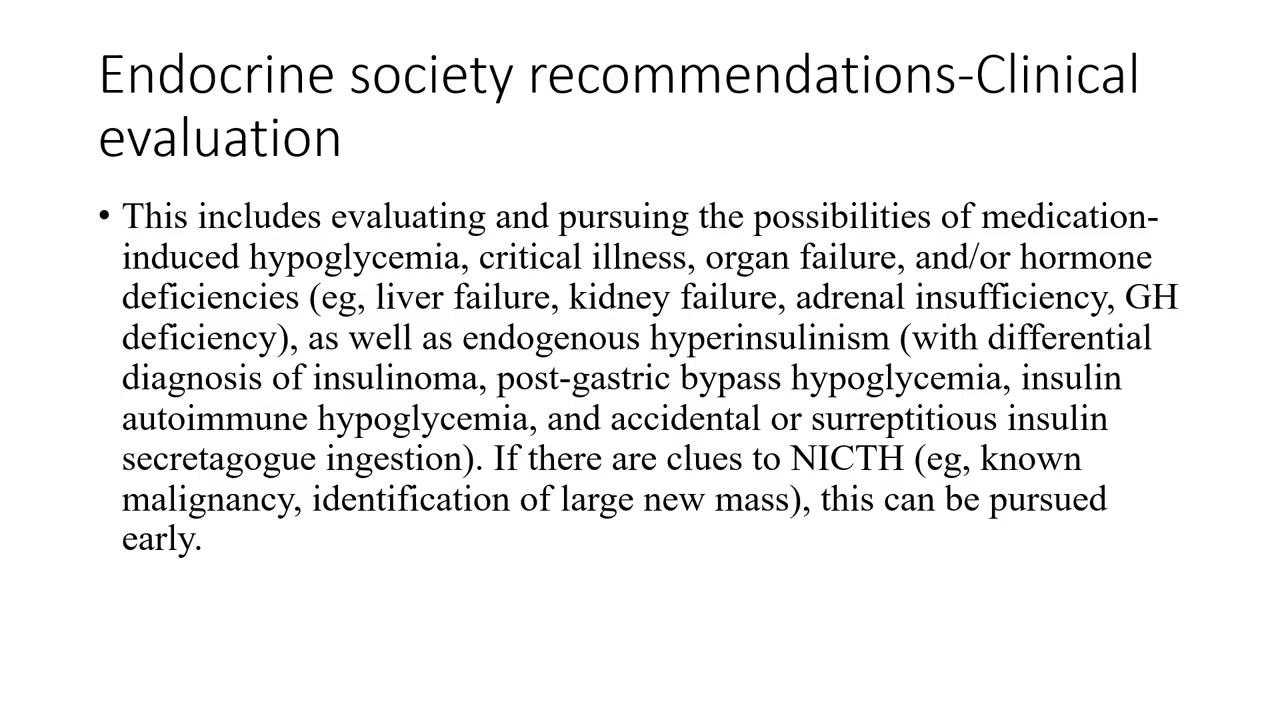 Endocrine society recommendations-Clinical
evaluation
• This includes evaluating and pursuing the possibilities of medication-
induced hypoglycemia, critical illness, organ failure, and/or hormone
deficiencies (eg, liver failure, kidney failure, adrenal insufficiency, GH
deficiency), as well as endogenous hyperinsulinism (with differential
diagnosis of insulinoma, post-gastric bypass hypoglycemia, insulin
autoimmune hypoglycemia, and accidental or surreptitious insulin
secretagogue ingestion). If there are clues to NICTH (eg, known
malignancy, identification of large new mass), this can be pursued
early.